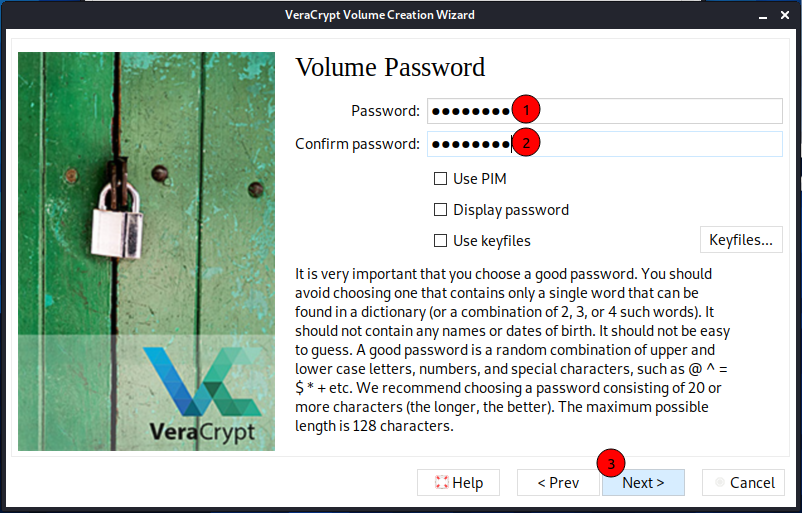 VeraCrypt Volume Creation Wizard
Volume Password
Password: ●●●●●●●● 1
Confirm password: ●●●●●●●● 2
Use PIM
Display password
Use keyfiles
Keyfiles...
It is very important that you choose a good password. You should
avoid choosing one that contains only a single word that can be
found in a dictionary (or a combination of 2, 3, or 4 such words). It
should not contain any names or dates of birth. It should not be easy
to guess. A good password is a random combination of upper and
lower case letters, numbers, and special characters, such as @ ^ =
$ * + etc. We recommend choosing a password consisting of 20 or
more characters (the longer, the better). The maximum possible
length is 128 characters.
VeraCrypt
3
Help
< Prev
Next >
Cancel